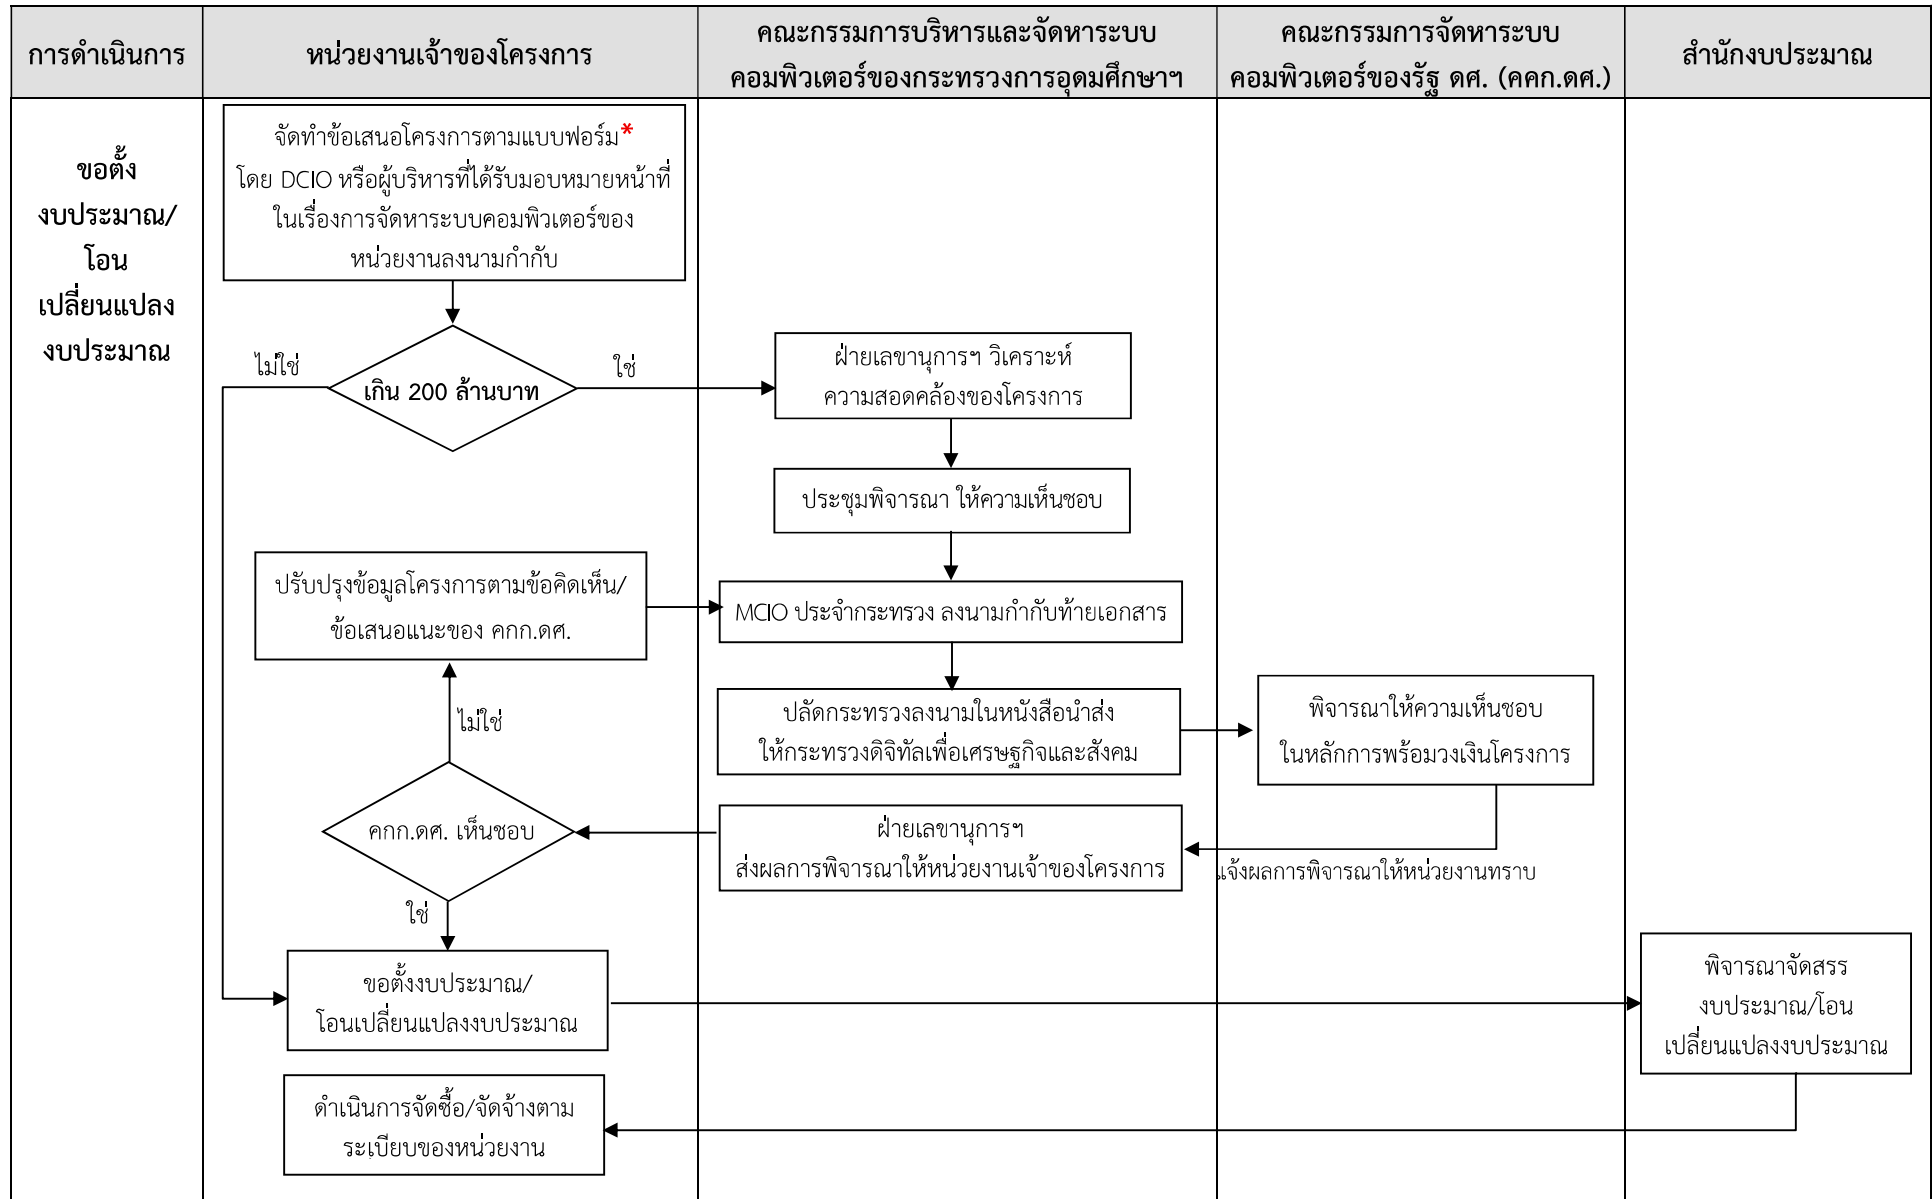 การดำเนินการ
หน่วยงานเจ้าของโครงการ
คณะกรรมการบริหารและจัดหาระบบ
คอมพิวเตอร์ของกระทรวงการอุดมศึกษาฯ
คณะกรรมการจัดหาระบบ
คอมพิวเตอร์ของรัฐ ดศ. (คคก.ดศ.)
สำนักงบประมาณ
ขอตั้ง
งบประมาณ/
โอน
เปลี่ยนแปลง
งบประมาณ
จัดทำข้อเสนอโครงการตามแบบฟอร์ม*
โดย DCIO หรือผู้บริหารที่ได้รับมอบหมายหน้าที่
ในเรื่องการจัดหาระบบคอมพิวเตอร์ของ
หน่วยงานลงนามกำกับ
ไม่ใช่
เกิน 200 ล้านบาท
ใช่
ฝ่ายเลขานุการฯ วิเคราะห์
ความสอดคล้องของโครงการ
ประชุมพิจารณา ให้ความเห็นชอบ
ปรับปรุงข้อมูลโครงการตามข้อคิดเห็น/
ข้อเสนอแนะของ คกก.ดศ.
MCIO ประจำกระทรวง ลงนามกำกับท้ายเอกสาร
ไม่ใช่
ปลัดกระทรวงลงนามในหนังสือนำส่ง
ให้กระทรวงดิจิทัลเพื่อเศรษฐกิจและสังคม
พิจารณาให้ความเห็นชอบ
ในหลักการพร้อมวงเงินโครงการ
คกก.ดศ. เห็นชอบ
ฝ่ายเลขานุการฯ
ส่งผลการพิจารณาให้หน่วยงานเจ้าของโครงการ
แจ้งผลการพิจารณาให้หน่วยงานทราบ
ใช่
ขอตั้งงบประมาณ/
โอนเปลี่ยนแปลงงบประมาณ
พิจารณาจัดสรร
งบประมาณ/โอน
เปลี่ยนแปลงงบประมาณ
ดำเนินการจัดซื้อ/จัดจ้างตาม
ระเบียบของหน่วยงาน